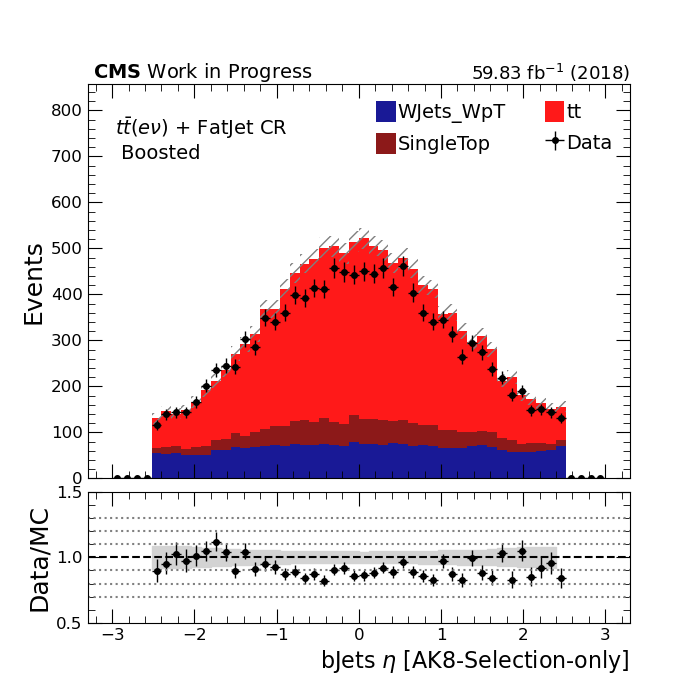 CMS Work in Progress 59.83 fb⁻¹ (2018)
tt̄(eν) + FatJet CR
Boosted
WJets_WpT tt
SingleTop Data
Events
800
700
600
500
400
300
200
100
0
Data/MC
1.5
1.0
0.5
−3 −2 −1 0 1 2 3
bJets η [AK8-Selection-only]